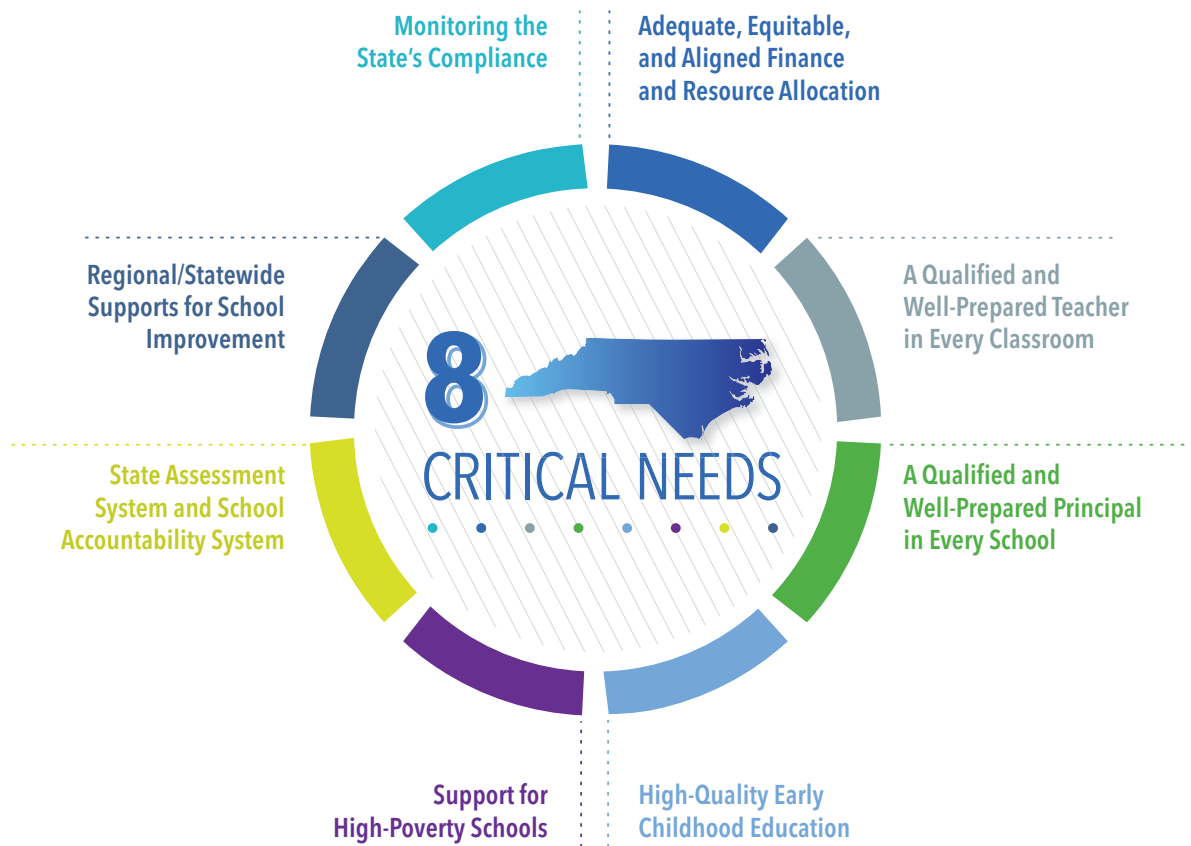 Monitoring the
State's Compliance
Adequate, Equitable,
and Aligned Finance
and Resource Allocation
Regional/Statewide
Supports for School
Improvement
A Qualified and
Well-Prepared Teacher
in Every Classroom
8
CRITICAL NEEDS
State Assessment
System and School
Accountability System
A Qualified and
Well-Prepared Principal
in Every School
Support for
High-Poverty Schools
High-Quality Early
Childhood Education